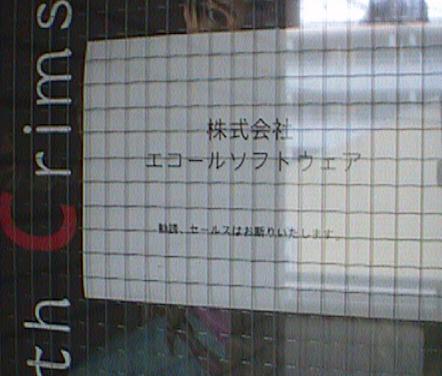 株式会社
エコールソフトウェア
勧誘、セールスはお断りいたします
th Crims